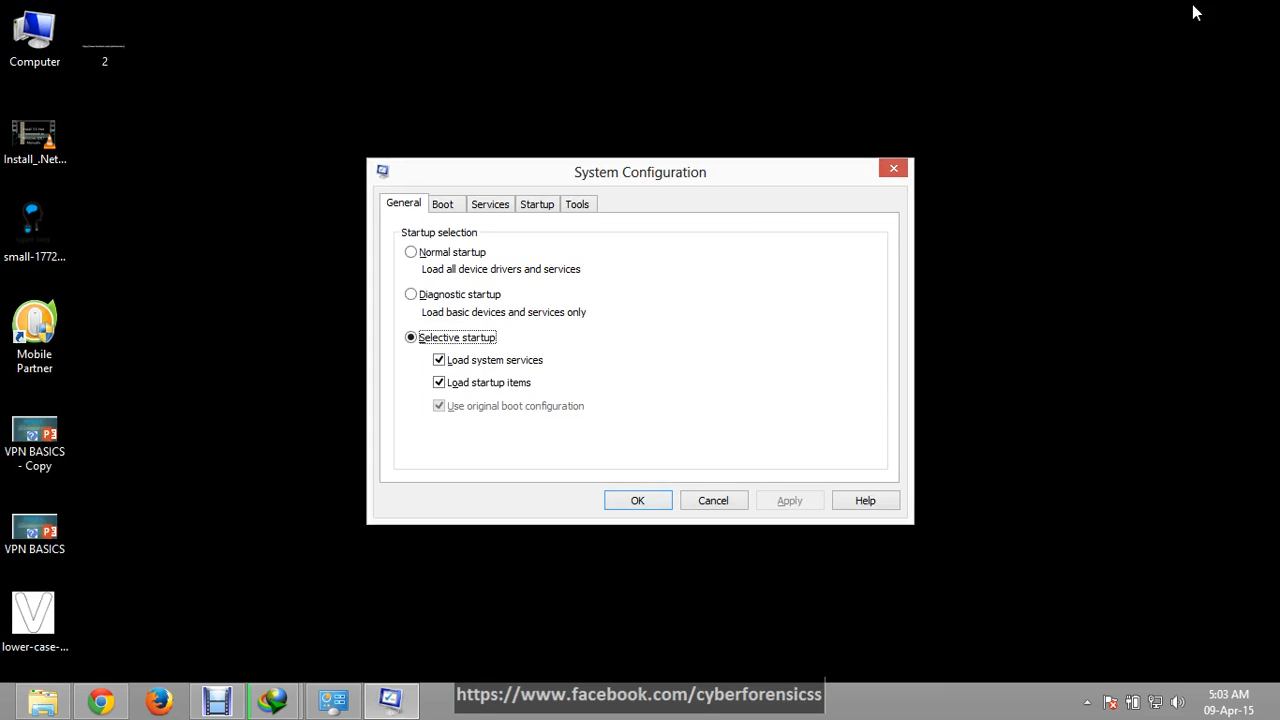 Computer
2
Install_.Net...
small-1772...
Mobile
Partner
VPN BASICS
- Copy
VPN BASICS
lower-case-...
System Configuration
General
Boot
Services
Startup
Tools
Startup selection
Normal startup
Load all device drivers and services
Diagnostic startup
Load basic devices and services only
Selective startup
Load system services
Load startup items
Use original boot configuration
OK
Cancel
Apply
Help
https://www.facebook.com/cyberforensicss
5:03 AM
09-Apr-15